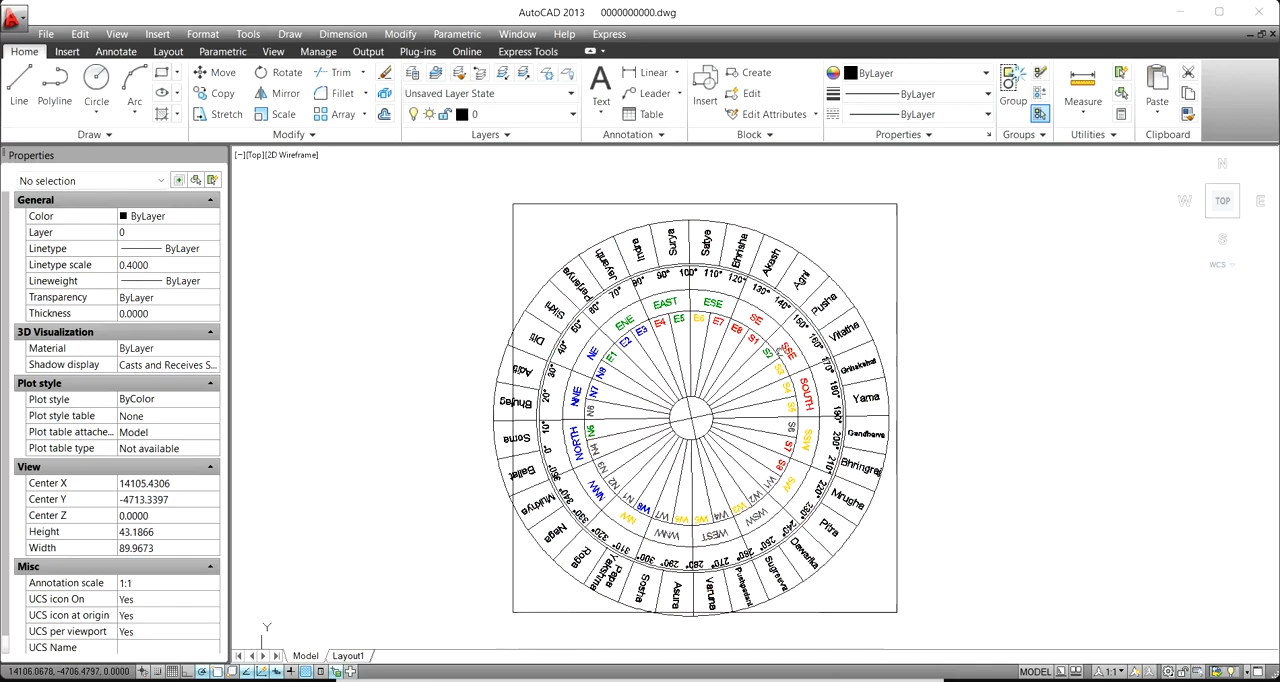 AutoCAD 2013 0000000000.dwg
File Edit View Insert Format Tools Draw Dimension Modify Parametric Window Help Express
Home Insert Annotate Layout Parametric View Manage Output Plug-ins Online Express Tools
Line Polyline Circle Arc
Move Rotate Trim
Copy Mirror Fillet
Stretch Scale Array
Unsaved Layer State
0
Text
Linear
Leader
Table
Insert
Create
Edit
Edit Attributes
ByLayer
ByLayer
ByLayer
Group
Measure
Paste
Draw Modify Layers Annotation Block Properties Groups Utilities Clipboard
Properties
[−][Top][2D Wireframe]
No selection
General
Color ByLayer
Layer 0
Linetype ByLayer
Linetype scale 0.4000
Lineweight ByLayer
Transparency ByLayer
Thickness 0.0000
3D Visualization
Material ByLayer
Shadow display Casts and Receives S...
Plot style
Plot style ByColor
Plot style table None
Plot table attache... Model
Plot table type Not available
View
Center X 14105.4306
Center Y -4713.3397
Center Z 0.0000
Height 43.1866
Width 89.9673
Misc
Annotation scale 1:1
UCS icon On Yes
UCS icon at origin Yes
UCS per viewport Yes
UCS Name
N
W TOP E
S
WCS
Surya Satye Bhrisha Akash Agni Pusha Vitatha Grihakshat Yama Gandharva Bhringraj Mrugha Pitra Dwarika Sugreeva Varuna Asura Sosha Papa Yakshma Roga Naga Mukhya Ballet Soma Bhujag Aditi Diti Sikhi Parjanya Jayanth Indra
100° 110° 120° 130° 140° 150° 160° 270° 180° 190° 200° 210° 220° 230° 240° 260° 260° 270° 280° 290° 300° 310° 320° 330° 340° 350° 0° 10° 20° 30° 40° 50° 60° 70° 80° 90°
EAST ESE SE SSE SOUTH SSW SW WSW WEST WNW NW NNW NORTH NNE NE ENE
E5 E6 E7 E8 S1 S2 S3 S4 S5 S6 S7 S8 W1 W2 W3 W4 W5 W6 W7 W8 N1 N2 N3 N4 N5 N6 N7 N8 E1 E2 E3 E4
Y
Model Layout1
14106.0678, -4706.4797, 0.0000
MODEL
1:1